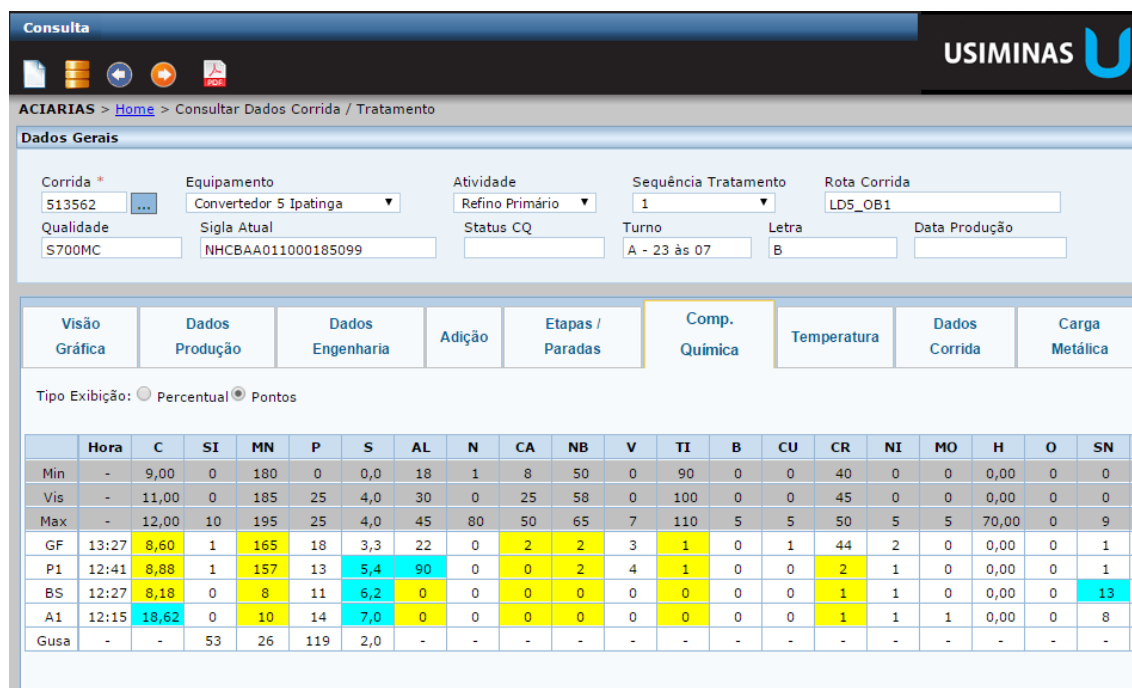 Consulta
USIMINAS
PDF
ACIARIAS > Home > Consultar Dados Corrida / Tratamento
Dados Gerais
Corrida * Equipamento Atividade Sequência Tratamento Rota Corrida
513562 ... Convertedor 5 Ipatinga Refino Primário 1 LD5_OB1
Qualidade Sigla Atual Status CQ Turno Letra Data Produção
S700MC NHCBAA011000185099 A - 23 às 07 B
Visão Gráfica Dados Produção Dados Engenharia Adição Etapas / Paradas Comp. Química Temperatura Dados Corrida Carga Metálica
Tipo Exibição: Percentual Pontos
Hora C SI MN P S AL N CA NB V TI B CU CR NI MO H O SN
Min - 9,00 0 180 0 0,0 18 1 8 50 0 90 0 0 40 0 0 0,00 0 0
Vis - 11,00 0 185 25 4,0 30 0 25 58 0 100 0 0 45 0 0 0,00 0 0
Max - 12,00 10 195 25 4,0 45 80 50 65 7 110 5 5 50 5 5 70,00 0 9
GF 13:27 8,60 1 165 18 3,3 22 0 2 2 3 1 0 1 44 2 0 0,00 0 1
P1 12:41 8,88 1 157 13 5,4 90 0 0 2 4 1 0 0 2 1 0 0,00 0 1
BS 12:27 8,18 0 8 11 6,2 0 0 0 0 0 0 0 0 1 1 0 0,00 0 13
A1 12:15 18,62 0 10 14 7,0 0 0 0 0 0 0 0 0 1 1 1 0,00 0 8
Gusa - - 53 26 119 2,0 - - - - - - - - - - - - - -